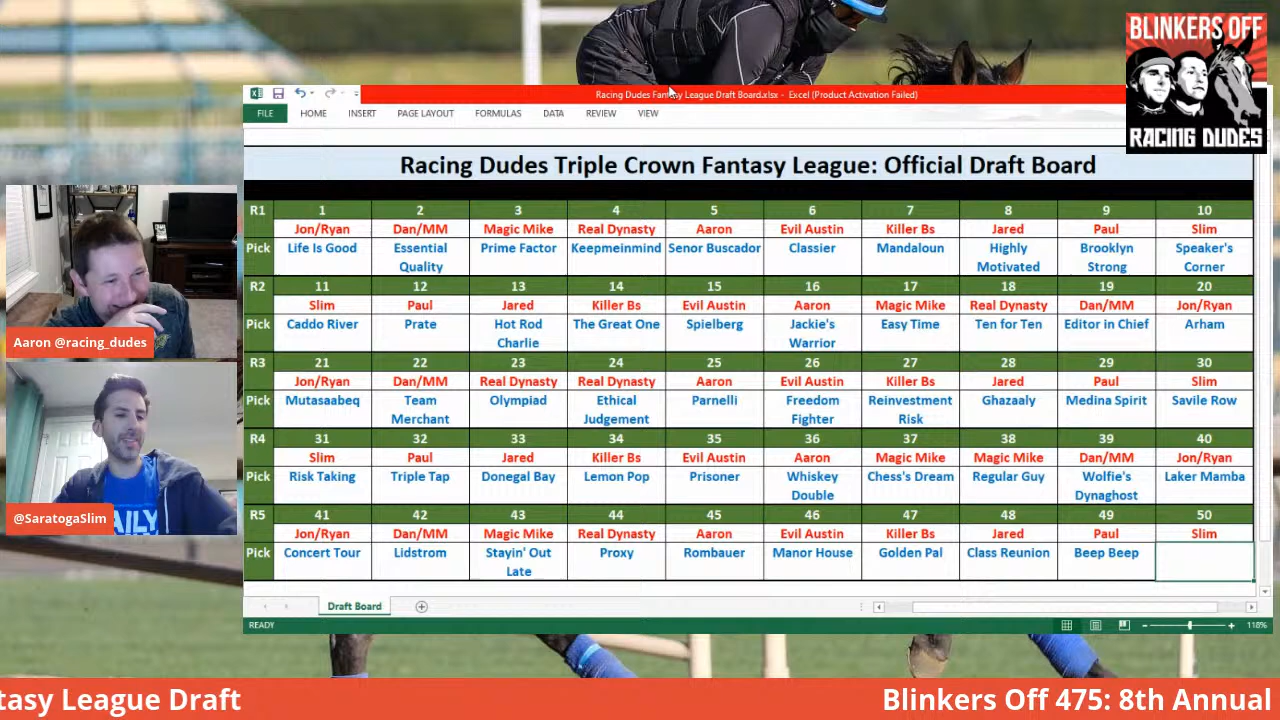 BLINKERS OFF
RACING DUDES
Racing Dudes Fantasy League Draft Board.xlsx - Excel (Product Activation Failed)
FILE HOME INSERT PAGE LAYOUT FORMULAS DATA REVIEW VIEW
Racing Dudes Triple Crown Fantasy League: Official Draft Board
R1 1 2 3 4 5 6 7 8 9 10
Jon/Ryan Dan/MM Magic Mike Real Dynasty Aaron Evil Austin Killer Bs Jared Paul Slim
Pick Life Is Good Essential Prime Factor Keepmeinmind Senor Buscador Classier Mandaloun Highly Brooklyn Speaker's
Quality Motivated Strong Corner
R2 11 12 13 14 15 16 17 18 19 20
Slim Paul Jared Killer Bs Evil Austin Aaron Magic Mike Real Dynasty Dan/MM Jon/Ryan
Pick Caddo River Prate Hot Rod The Great One Spielberg Jackie's Easy Time Ten for Ten Editor in Chief Arham
Charlie Warrior
R3 21 22 23 24 25 26 27 28 29 30
Jon/Ryan Dan/MM Real Dynasty Real Dynasty Aaron Evil Austin Killer Bs Jared Paul Slim
Pick Mutasaabeq Team Olympiad Ethical Parnelli Freedom Reinvestment Ghazaaly Medina Spirit Savile Row
Merchant Judgement Fighter Risk
R4 31 32 33 34 35 36 37 38 39 40
Slim Paul Jared Killer Bs Evil Austin Aaron Magic Mike Magic Mike Dan/MM Jon/Ryan
Pick Risk Taking Triple Tap Donegal Bay Lemon Pop Prisoner Whiskey Chess's Dream Regular Guy Wolfie's Laker Mamba
Double Dynaghost
R5 41 42 43 44 45 46 47 48 49 50
Jon/Ryan Dan/MM Magic Mike Real Dynasty Aaron Evil Austin Killer Bs Jared Paul Slim
Pick Concert Tour Lidstrom Stayin' Out Proxy Rombauer Manor House Golden Pal Class Reunion Beep Beep
Late
Draft Board
READY 118%
Aaron @racing_dudes
AILY
@SaratogaSlim
tasy League Draft Blinkers Off 475: 8th Annual